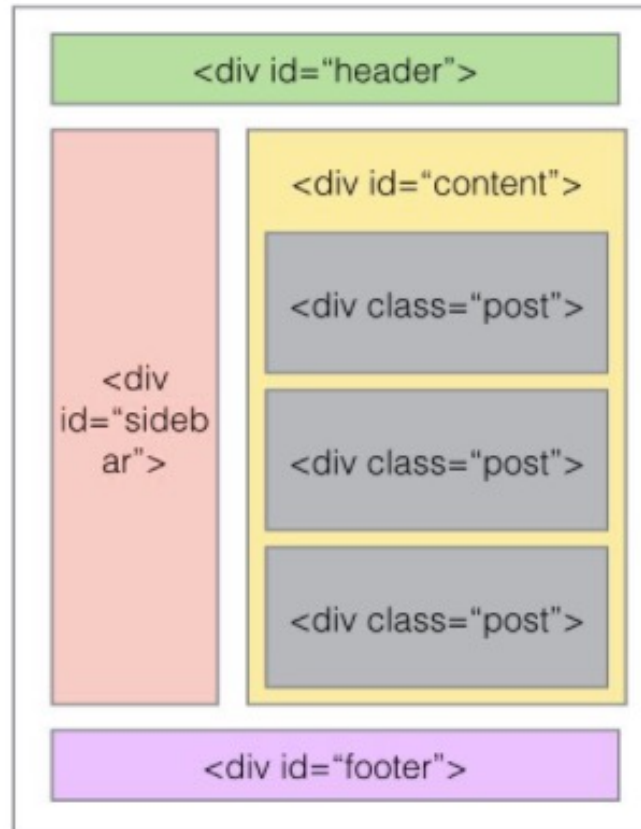 <div id=“header”>
<div
id=“sideb
ar”>
<div id=“content”>
<div class=“post”>
<div class=“post”>
<div class=“post”>
<div id=“footer”>